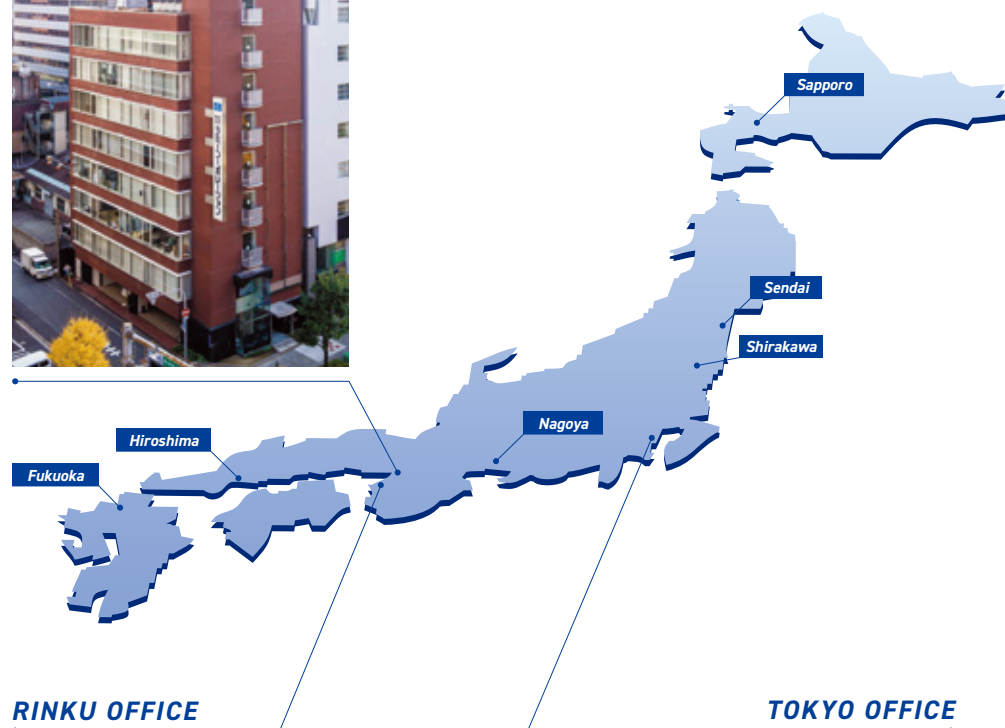 Sapporo
Sendai
Shirakawa
Nagoya
Hiroshima
Fukuoka
RINKU OFFICE
TOKYO OFFICE